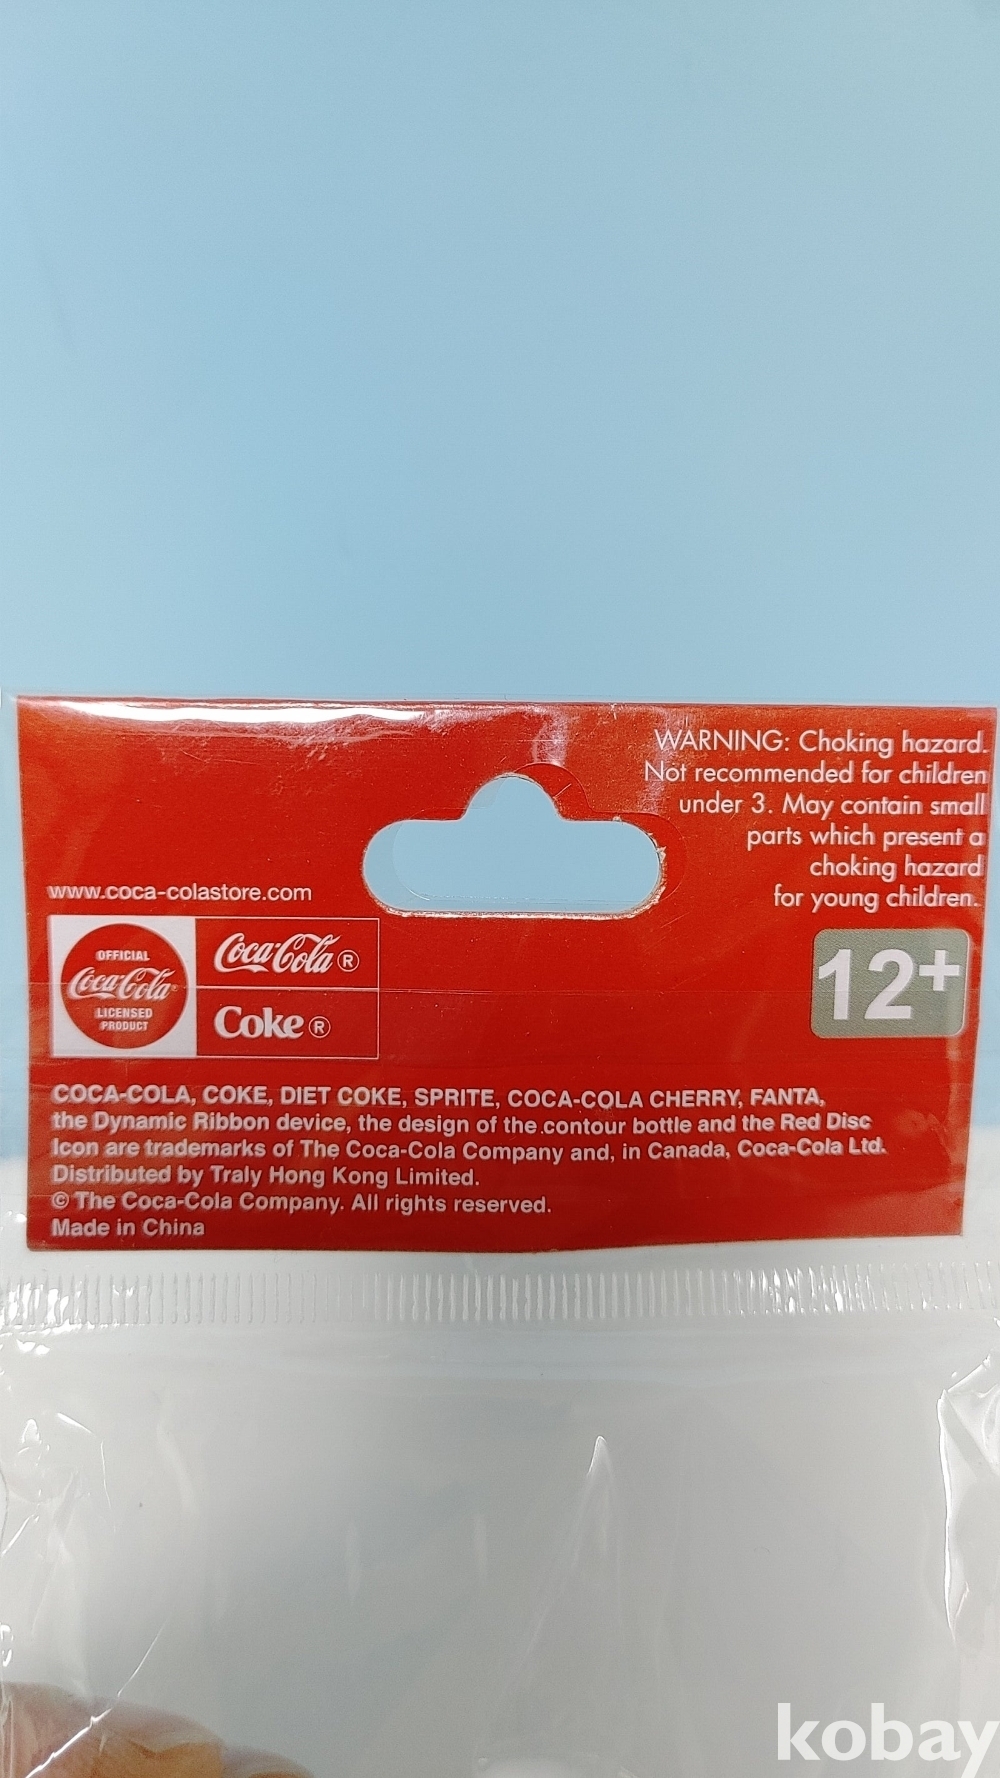 WARNING: Choking hazard.
Not recommended for children
under 3. May contain small
parts which present a
choking hazard
for young children.
www.coca-colastore.com
OFFICIAL
Coca-Cola®
LICENSED
PRODUCT
Coca-Cola ®
Coke ®
12+
COCA-COLA, COKE, DIET COKE, SPRITE, COCA-COLA CHERRY, FANTA,
the Dynamic Ribbon device, the design of the contour bottle and the Red Disc
Icon are trademarks of The Coca-Cola Company and, in Canada, Coca-Cola Ltd.
Distributed by Traly Hong Kong Limited.
© The Coca-Cola Company. All rights reserved.
Made in China
kobay